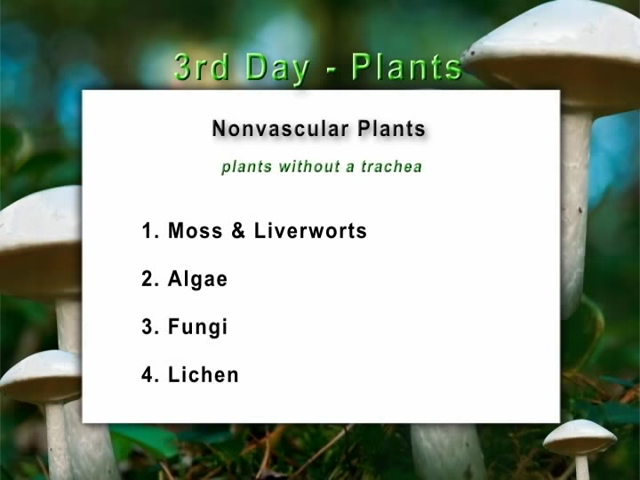 3rd Day - Plants
Nonvascular Plants
plants without a trachea
1. Moss & Liverworts
2. Algae
3. Fungi
4. Lichen